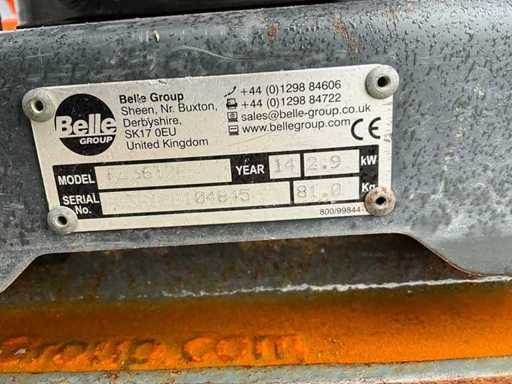 Belle
GROUP
Belle Group
Sheen, Nr. Buxton,
Derbyshire,
SK17 0EU
United Kingdom
+44 (0)1298 84606
+44 (0)1298 84722
sales@belle-group.co.uk
www.bellegroup.com
CE
MODEL YEAR 14 2.9 kW
SERIAL No. 104845 81.0 Kg
800/99844
Group.com